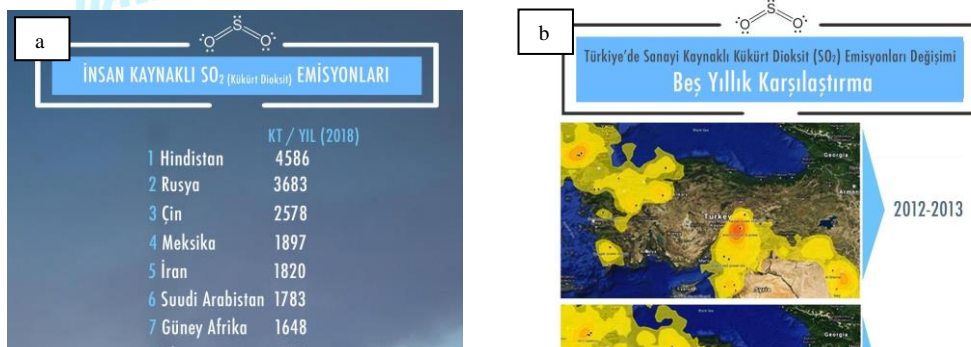 a
İNSAN KAYNAKLI SO2 (Kükürt Dioksit) EMİSYONLARI
KT / YIL (2018)
1 Hindistan 4586
2 Rusya 3683
3 Çin 2578
4 Meksika 1897
5 İran 1820
6 Suudi Arabistan 1783
7 Güney Afrika 1648
b
Türkiye'de Sanayi Kaynaklı Kükürt Dioksit (SO2) Emisyonları Değişimi
Beş Yıllık Karşılaştırma
Georgia
Turkey
Syria
2012-2013
Georgia